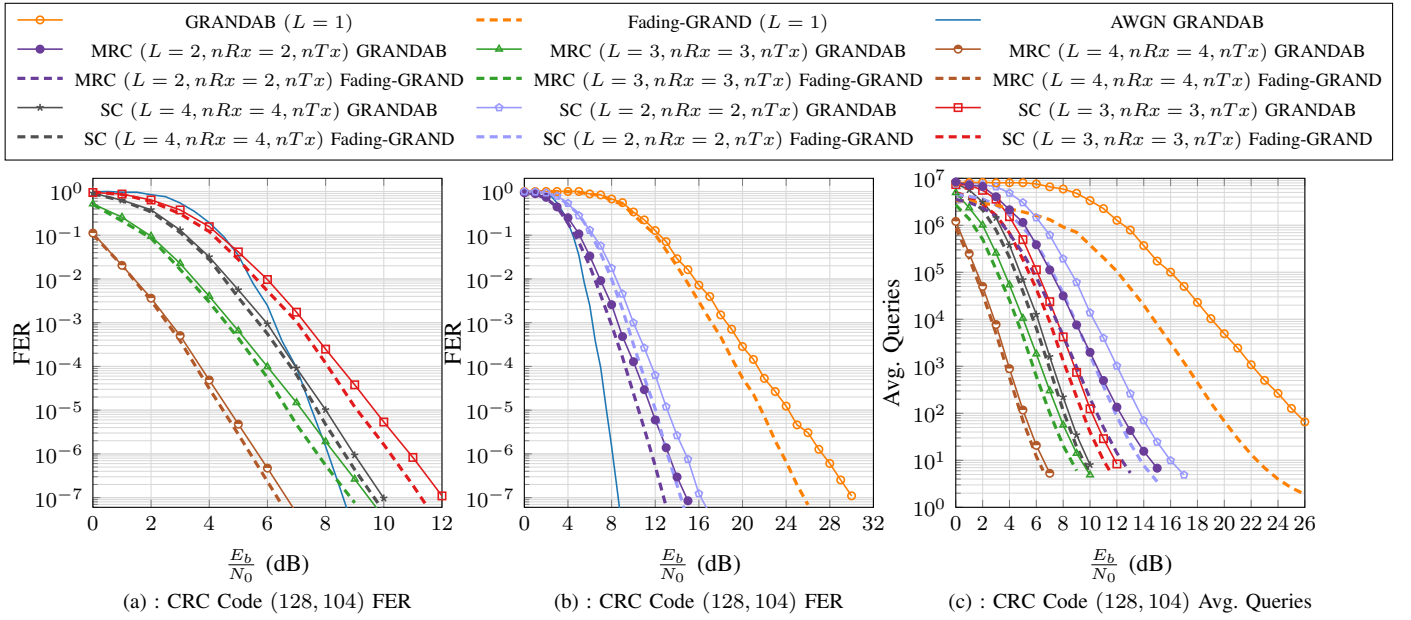 GRANDAB (L = 1) Fading-GRAND (L = 1) AWGN GRANDAB
MRC (L = 2, nRx = 2, nTx) GRANDAB MRC (L = 3, nRx = 3, nTx) GRANDAB MRC (L = 4, nRx = 4, nTx) GRANDAB
MRC (L = 2, nRx = 2, nTx) Fading-GRAND MRC (L = 3, nRx = 3, nTx) Fading-GRAND MRC (L = 4, nRx = 4, nTx) Fading-GRAND
SC (L = 4, nRx = 4, nTx) GRANDAB SC (L = 2, nRx = 2, nTx) GRANDAB SC (L = 3, nRx = 3, nTx) GRANDAB
SC (L = 4, nRx = 4, nTx) Fading-GRAND SC (L = 2, nRx = 2, nTx) Fading-GRAND SC (L = 3, nRx = 3, nTx) Fading-GRAND
FER
10^0
10^−1
10^−2
10^−3
10^−4
10^−5
10^−6
10^−7
0 2 4 6 8 10 12
E_b/N_0 (dB)
(a) : CRC Code (128, 104) FER
FER
10^0
10^−1
10^−2
10^−3
10^−4
10^−5
10^−6
10^−7
0 4 8 12 16 20 24 28 32
E_b/N_0 (dB)
(b) : CRC Code (128, 104) FER
Avg. Queries
10^7
10^6
10^5
10^4
10^3
10^2
10^1
10^0
0 2 4 6 8 10 12 14 16 18 20 22 24 26
E_b/N_0 (dB)
(c) : CRC Code (128, 104) Avg. Queries